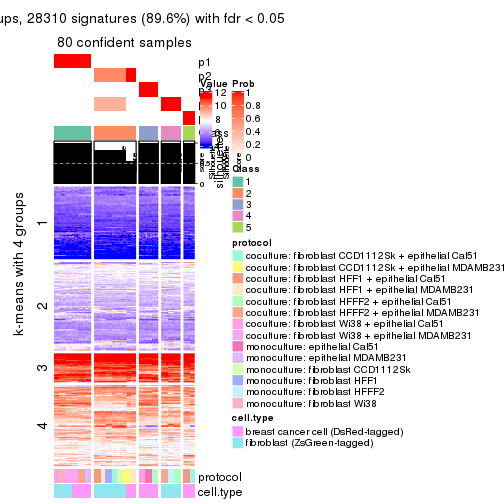 ups, 28310 signatures (89.6%) with fdr < 0.05
80 confident samples
p1
p2
Value
12
10
8
6
Prob
1
0.8
0.6
0.4
0.2
0
Class
1
2
3
4
5
silhouette
0
k-means with 4 groups
1
2
3
4
protocol
coculture: fibroblast CCD1112Sk + epithelial Cal51
coculture: fibroblast CCD1112Sk + epithelial MDAMB231
coculture: fibroblast HFF1 + epithelial Cal51
coculture: fibroblast HFF1 + epithelial MDAMB231
coculture: fibroblast HFFF2 + epithelial Cal51
coculture: fibroblast HFFF2 + epithelial MDAMB231
coculture: fibroblast Wi38 + epithelial Cal51
coculture: fibroblast Wi38 + epithelial MDAMB231
monoculture: epithelial Cal51
monoculture: epithelial MDAMB231
monoculture: fibroblast CCD1112Sk
monoculture: fibroblast HFF1
monoculture: fibroblast HFFF2
monoculture: fibroblast Wi38
cell.type
breast cancer cell (DsRed-tagged)
fibroblast (ZsGreen-tagged)
protocol
cell.type